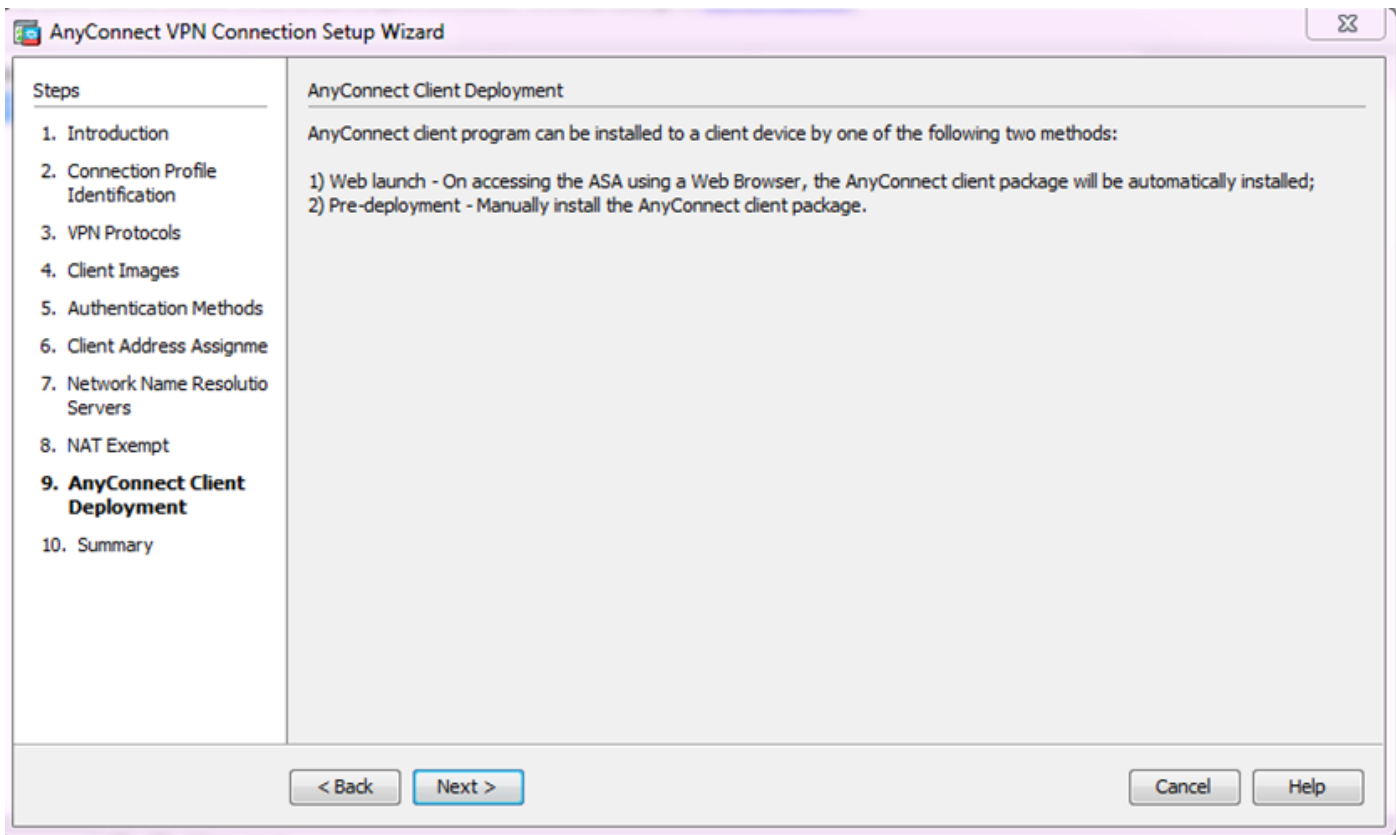 AnyConnect VPN Connection Setup Wizard
Steps
1. Introduction
2. Connection Profile
Identification
3. VPN Protocols
4. Client Images
5. Authentication Methods
6. Client Address Assignme
7. Network Name Resolutio
Servers
8. NAT Exempt
9. AnyConnect Client
Deployment
10. Summary
AnyConnect Client Deployment
AnyConnect client program can be installed to a client device by one of the following two methods:
1) Web launch - On accessing the ASA using a Web Browser, the AnyConnect client package will be automatically installed;
2) Pre-deployment - Manually install the AnyConnect client package.
< Back
Next >
Cancel
Help